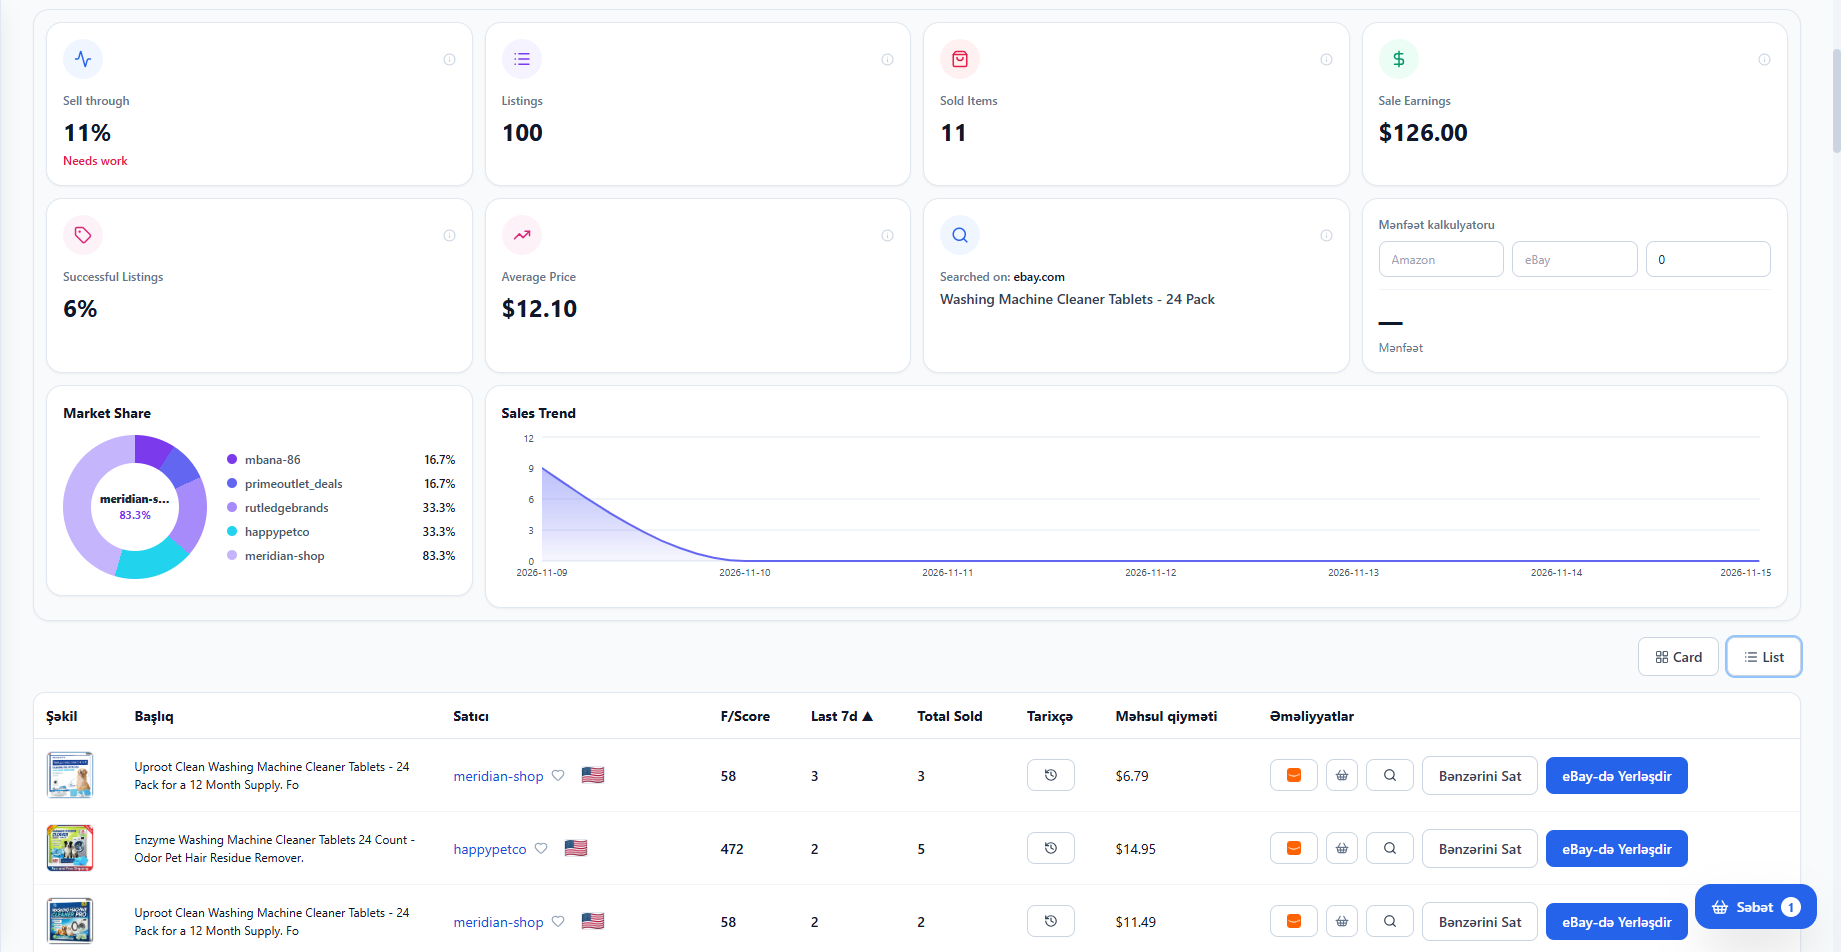 Sell through
11%
Needs work
Listings
100
Sold Items
11
Sale Earnings
$126.00
Successful Listings
6%
Average Price
$12.10
Searched on: ebay.com
Washing Machine Cleaner Tablets - 24 Pack
Mənfəət kalkulyatoru
Amazon
eBay
0
—
Mənfəət
Market Share
meridian-s...
83.3%
mbana-86 16.7%
primeoutlet_deals 16.7%
rutledgebrands 33.3%
happypetco 33.3%
meridian-shop 83.3%
Sales Trend
12
9
6
3
0
2026-11-09 2026-11-10 2026-11-11 2026-11-12 2026-11-13 2026-11-14 2026-11-15
Card
List
Şəkil Başlıq Satıcı F/Score Last 7d ▲ Total Sold Tarixçə Məhsul qiyməti Əməliyyatlar
Uproot Clean Washing Machine Cleaner Tablets - 24
Pack for a 12 Month Supply. Fo
meridian-shop 58 3 3 $6.79 Bənzərini Sat eBay-də Yerləşdir
Enzyme Washing Machine Cleaner Tablets 24 Count -
Odor Pet Hair Residue Remover.
happypetco 472 2 5 $14.95 Bənzərini Sat eBay-də Yerləşdir
Uproot Clean Washing Machine Cleaner Tablets - 24
Pack for a 12 Month Supply. Fo
meridian-shop 58 2 2 $11.49 Bənzərini Sat eBay-də Yerləşdir
Səbət 1